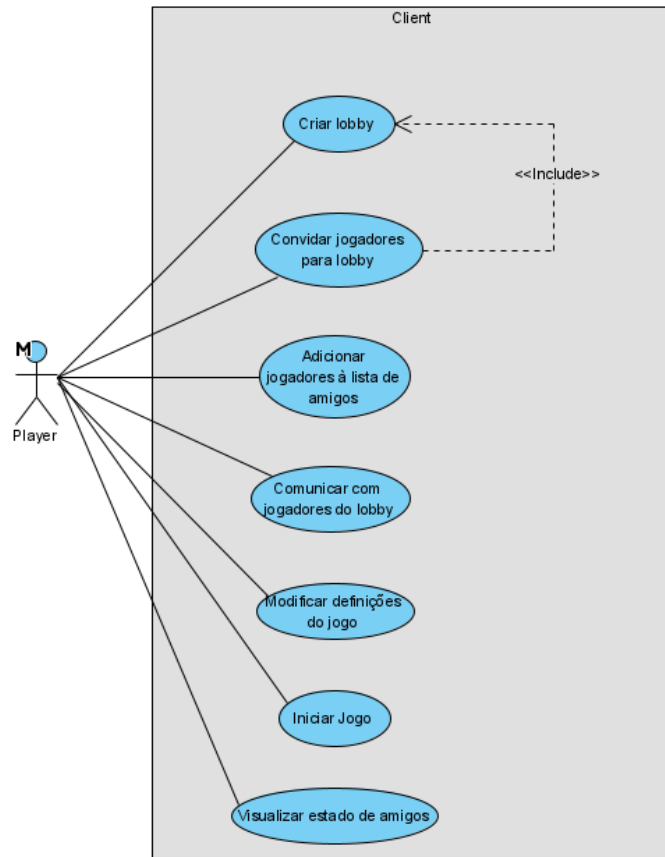 Client
Criar lobby
<<Include>>
Convidar jogadores
para lobby
Adicionar
jogadores à lista de
amigos
M
Player
Comunicar com
jogadores do lobby
Modificar definições
do jogo
Iniciar Jogo
Visualizar estado de amigos